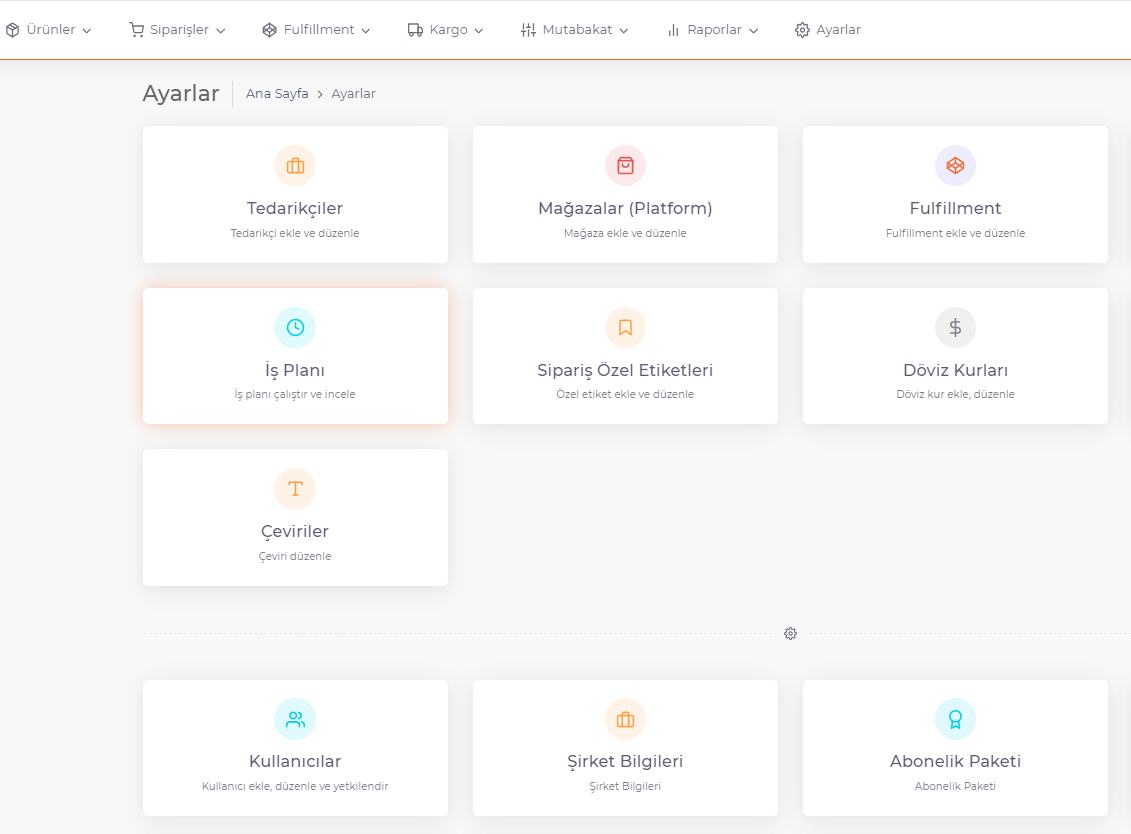 Ürünler Siparişler Fulfillment Kargo Mutabakat Raporlar Ayarlar
Ayarlar Ana Sayfa > Ayarlar
Tedarikçiler
Tedarikçi ekle ve düzenle
Mağazalar (Platform)
Mağaza ekle ve düzenle
Fulfillment
Fulfillment ekle ve düzenle
İş Planı
İş planı çalıştır ve incele
Sipariş Özel Etiketleri
Özel etiket ekle ve düzenle
Döviz Kurları
Döviz kur ekle, düzenle
Çeviriler
Çeviri düzenle
Kullanıcılar
Kullanıcı ekle, düzenle ve yetkilendir
Şirket Bilgileri
Şirket Bilgileri
Abonelik Paketi
Abonelik Paketi